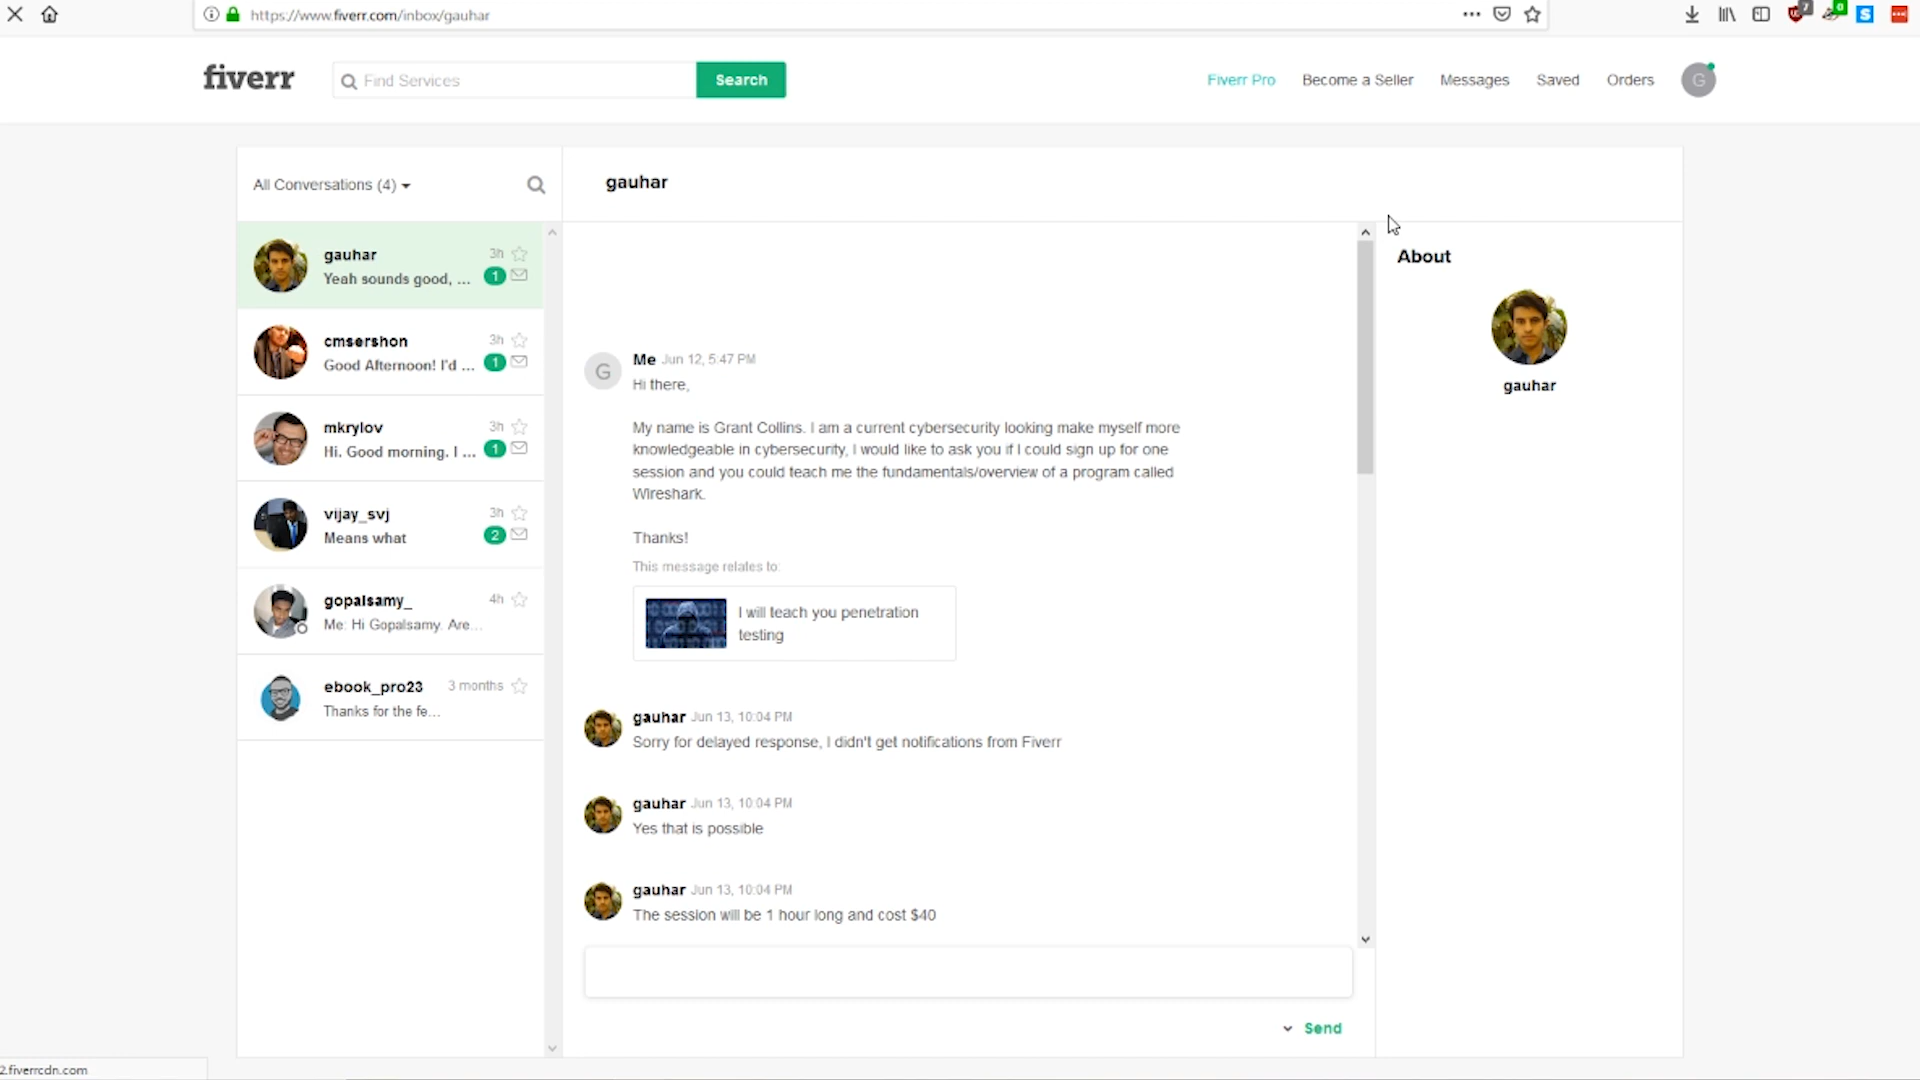 https://www.fiverr.com/inbox/gauhar
7
0
S
fiverr
Find Services
Search
Fiverr Pro
Become a Seller
Messages
Saved
Orders
G
All Conversations (4)
gauhar
3h
Yeah sounds good, ...
1
cmsershon
3h
Good Afternoon! I'd ...
1
mkrylov
3h
Hi. Good morning. I ...
1
vijay_svj
3h
Means what
2
gopalsamy_
4h
Me: Hi Gopalsamy. Are...
ebook_pro23
3 months
Thanks for the fe...
gauhar
G
Me Jun 12, 5:47 PM
Hi there,
My name is Grant Collins. I am a current cybersecurity looking make myself more
knowledgeable in cybersecurity, I would like to ask you if I could sign up for one
session and you could teach me the fundamentals/overview of a program called
Wireshark.
Thanks!
This message relates to:
I will teach you penetration
testing
gauhar Jun 13, 10:04 PM
Sorry for delayed response, I didn't get notifications from Fiverr
gauhar Jun 13, 10:04 PM
Yes that is possible
gauhar Jun 13, 10:04 PM
The session will be 1 hour long and cost $40
Send
About
gauhar
2.fiverrcdn.com